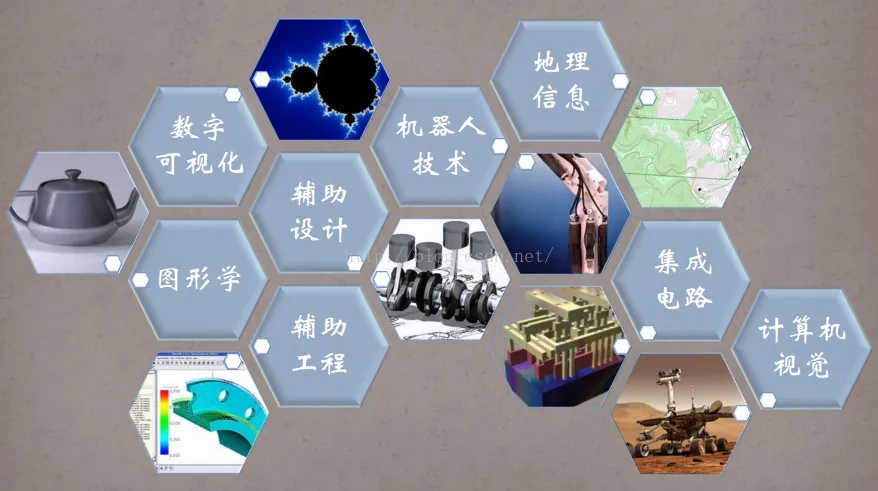 地理
信息
数字
可视化
机器人
技术
辅助
设计
图形学
集成
电路
辅助
工程
计算机
视觉